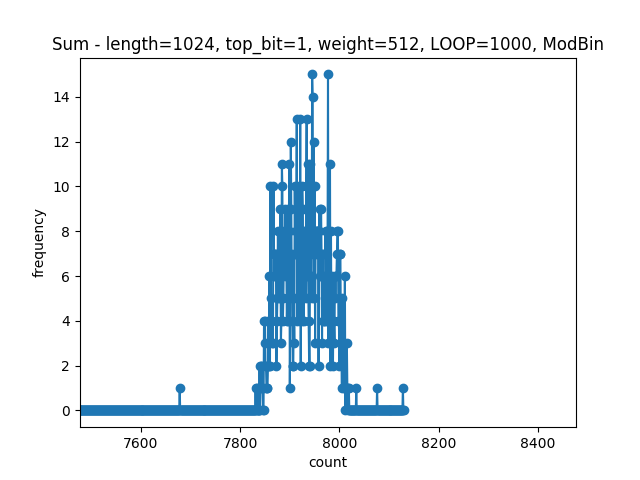 Sum - length=1024, top_bit=1, weight=512, LOOP=1000, ModBin
14
12
10
8
6
4
2
0
frequency
7600 7800 8000 8200 8400
count